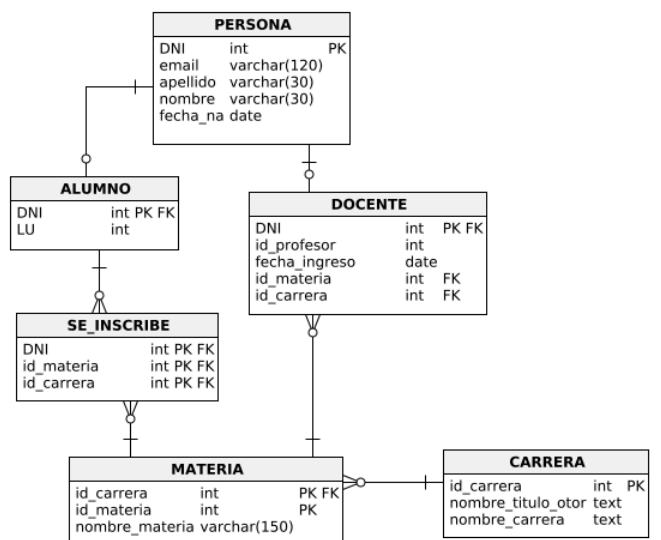 PERSONA
DNI int PK
email varchar(120)
apellido varchar(30)
nombre varchar(30)
fecha_na date
ALUMNO
DNI int PK FK
LU int
DOCENTE
DNI int PK FK
id_profesor int
fecha_ingreso date
id_materia int FK
id_carrera int FK
SE_INSCRIBE
DNI int PK FK
id_materia int PK FK
id_carrera int PK FK
MATERIA
id_carrera int PK FK
id_materia int PK
nombre_materia varchar(150)
CARRERA
id_carrera int PK
nombre_titulo_otor text
nombre_carrera text